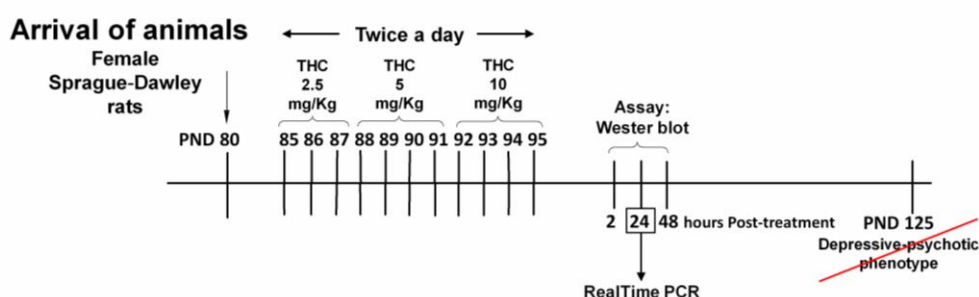 Arrival of animals
Female
Sprague-Dawley
rats
Twice a day
THC
2.5
mg/Kg
THC
5
mg/Kg
THC
10
mg/Kg
Assay:
Wester blot
PND 80
85 86 87 88 89 90 91 92 93 94 95
2 24 48 hours Post-treatment
PND 125
Depressive-psychotic
phenotype
RealTime PCR